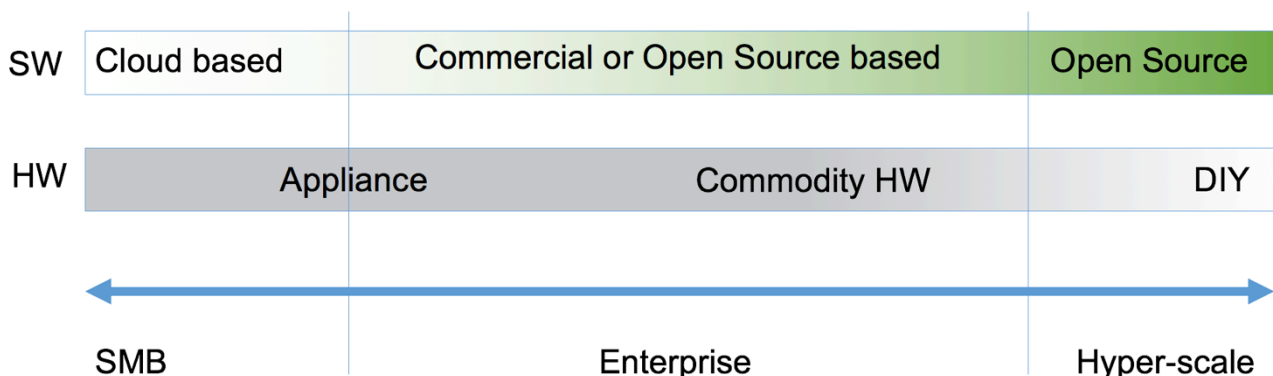 SW Cloud based Commercial or Open Source based Open Source
HW Appliance Commodity HW DIY
SMB Enterprise Hyper-scale